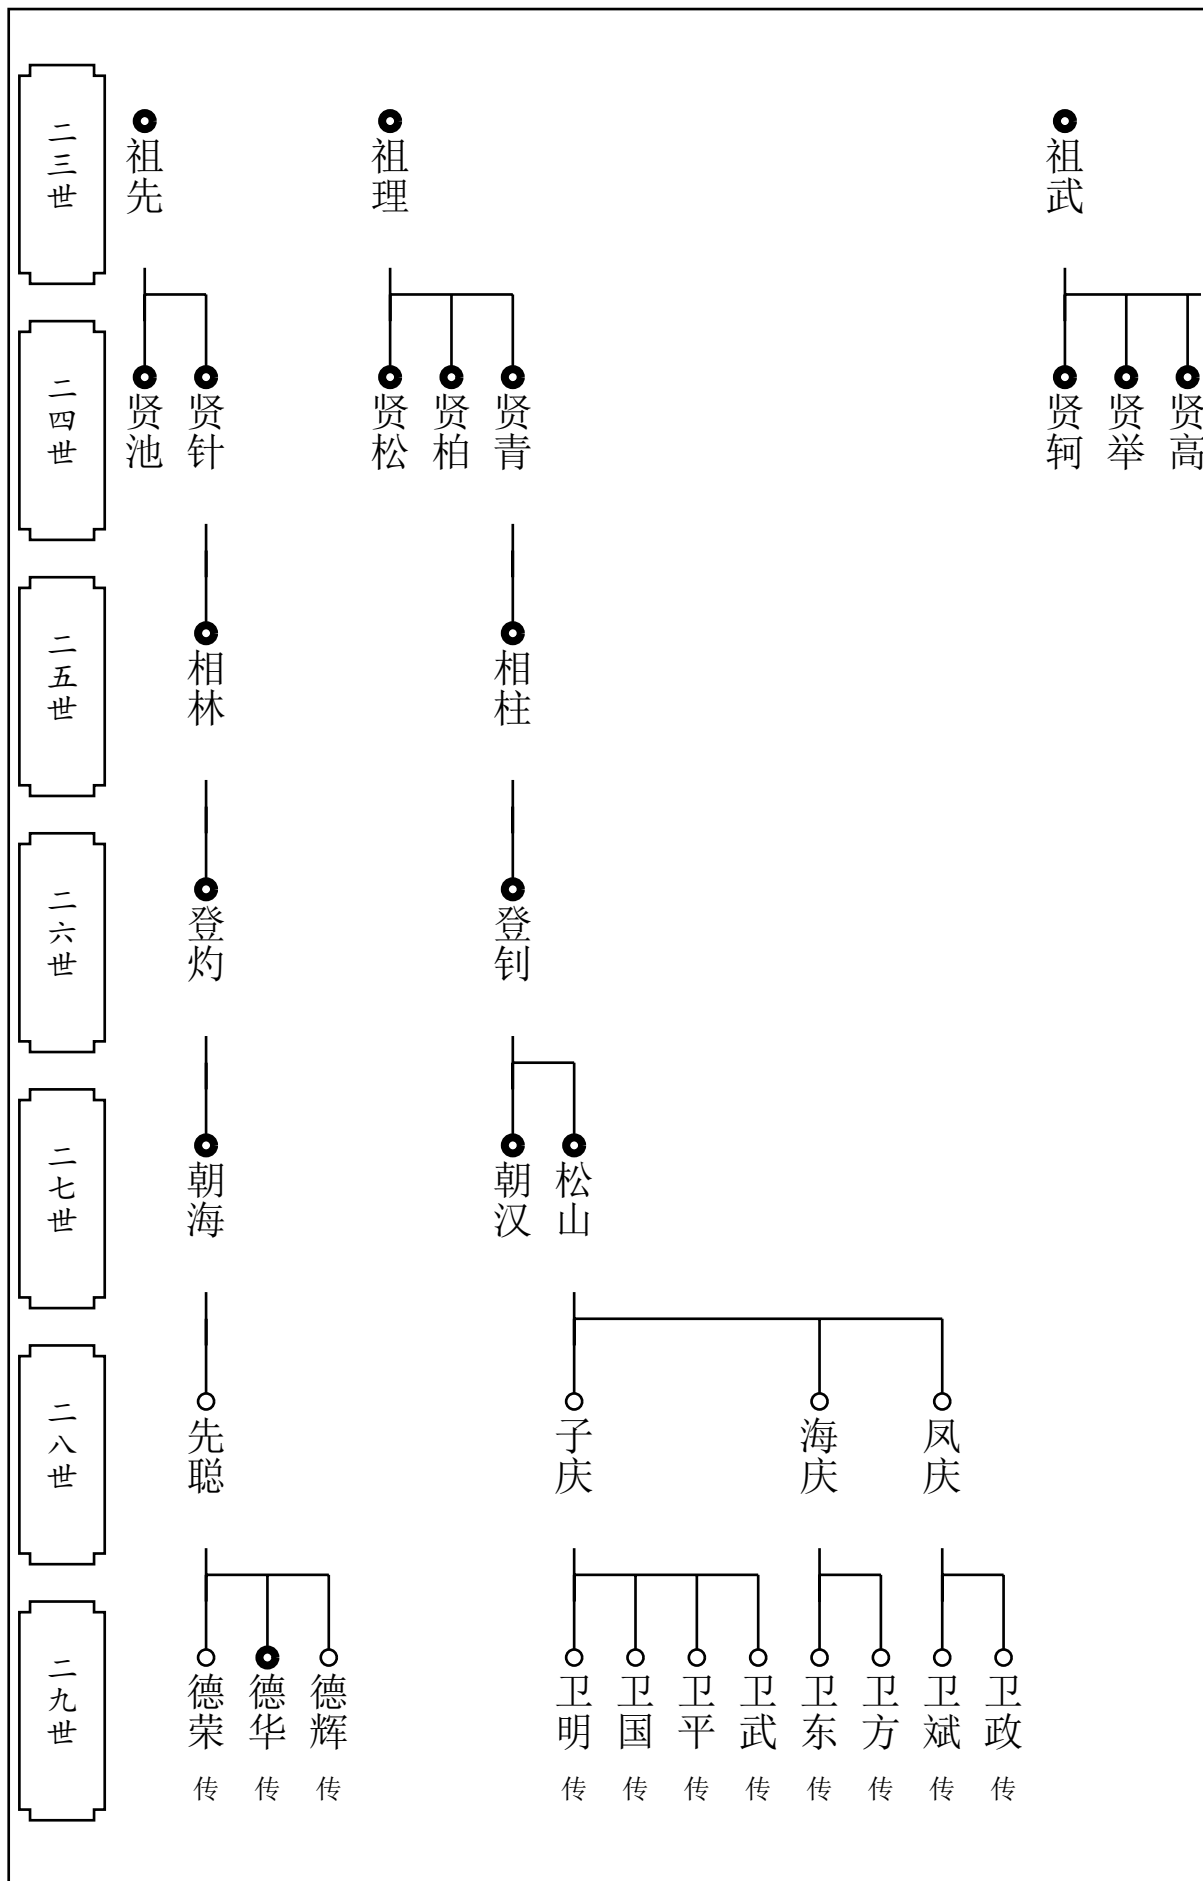 二三世
祖先
祖理
祖武
二四世
贤池
贤针
贤松
贤柏
贤青
贤轲
贤举
贤高
二五世
相林
相柱
二六世
登灼
登钊
二七世
朝海
朝汉
松山
二八世
先聪
子庆
海庆
凤庆
二九世
德荣
德华
德辉
卫明
卫国
卫平
卫武
卫东
卫方
卫斌
卫政
传
传
传
传
传
传
传
传
传
传
传